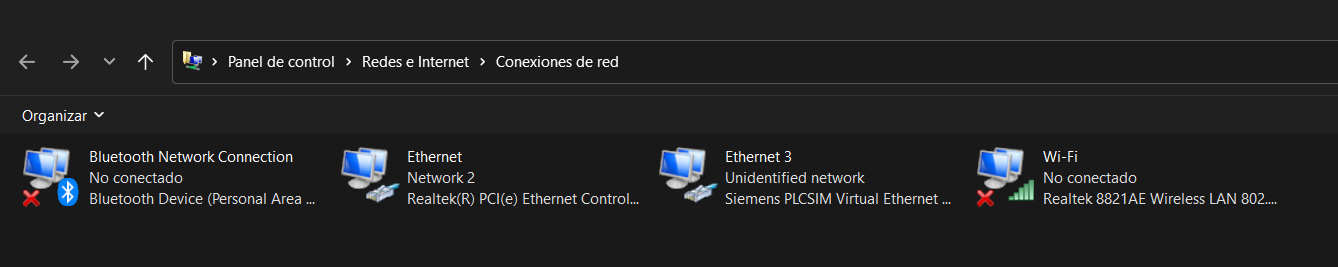 Panel de control > Redes e Internet > Conexiones de red
Organizar
Bluetooth Network Connection
No conectado
Bluetooth Device (Personal Area ...
Ethernet
Network 2
Realtek(R) PCI(e) Ethernet Control...
Ethernet 3
Unidentified network
Siemens PLCSIM Virtual Ethernet ...
Wi-Fi
No conectado
Realtek 8821AE Wireless LAN 802....